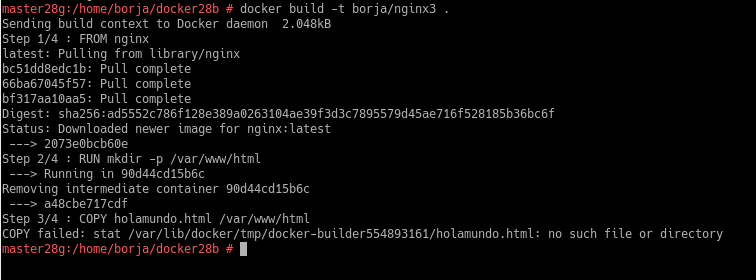 master28g:/home/borja/docker28b # docker build -t borja/nginx3 .
Sending build context to Docker daemon  2.048kB
Step 1/4 : FROM nginx
latest: Pulling from library/nginx
bc51dd8edc1b: Pull complete
66ba67045f57: Pull complete
bf317aa10aa5: Pull complete
Digest: sha256:ad5552c786f128e389a0263104ae39f3d3c7895579d45ae716f528185b36bc6f
Status: Downloaded newer image for nginx:latest
 ---> 2073e0bcb60e
Step 2/4 : RUN mkdir -p /var/www/html
 ---> Running in 90d44cd15b6c
Removing intermediate container 90d44cd15b6c
 ---> a48cbe717cdf
Step 3/4 : COPY holamundo.html /var/www/html
COPY failed: stat /var/lib/docker/tmp/docker-builder554893161/holamundo.html: no such file or directory
master28g:/home/borja/docker28b #